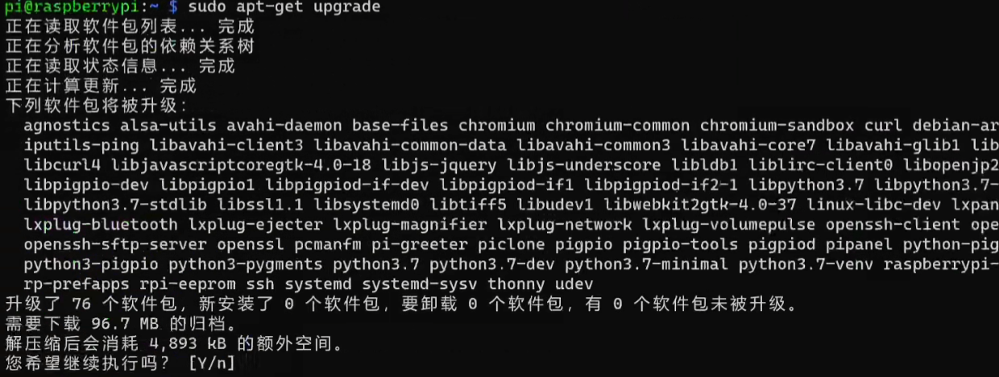 pi@raspberrypi:~ $ sudo apt-get upgrade
正在读取软件包列表... 完成
正在分析软件包的依赖关系树
正在读取状态信息... 完成
正在计算更新... 完成
下列软件包将被升级：
agnostics alsa-utils avahi-daemon base-files chromium chromium-common chromium-sandbox curl debian-ar
iputils-ping libavahi-client3 libavahi-common-data libavahi-common3 libavahi-core7 libavahi-glib1 lib
libcurl4 libjavascriptcoregtk-4.0-18 libjs-jquery libjs-underscore libldb1 liblirc-client0 libopenjp2
libpigpio-dev libpigpio1 libpigpiod-if-dev libpigpiod-if1 libpigpiod-if2-1 libpython3.7 libpython3.7-
libpython3.7-stdlib libssl1.1 libsystemd0 libtiff5 libudev1 libwebkit2gtk-4.0-37 linux-libc-dev lxpan
lxplug-bluetooth lxplug-ejecter lxplug-magnifier lxplug-network lxplug-volumepulse openssh-client ope
openssh-sftp-server openssl pcmanfm pi-greeter piclone pigpio pigpio-tools pigpiod pipanel python-pig
python3-pigpio python3-pygments python3.7 python3.7-dev python3.7-minimal python3.7-venv raspberrypi-
rp-prefapps rpi-eeprom ssh systemd systemd-sysv thonny udev
升级了 76 个软件包，新安装了 0 个软件包，要卸载 0 个软件包，有 0 个软件包未被升级。
需要下载 96.7 MB 的归档。
解压缩后会消耗 4,893 kB 的额外空间。
您希望继续执行吗？ [Y/n]